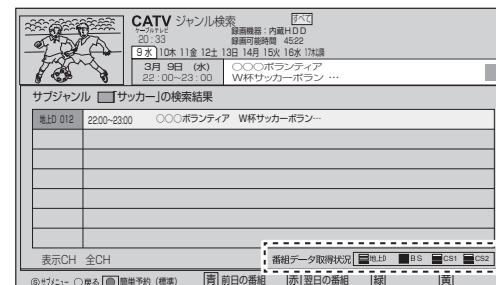 CATV ジャンル検索 すべて
ケーブルテレビ
20:33
録画機器：内蔵HDD
録画可能時間 45:22
9水 10木 11金 12土 13日 14月 15火 16水 17木
3月 9日 (水) ○○○ボランティア
22:00~23:00 W杯サッカーボラン …
サブジャンル 「サッカー」の検索結果
地上D 012 22:00~23:00 ○○○ボランティア W杯サッカーボラン…
表示CH 全CH
番組データ取得状況 地上D BS CS1 CS2
Ⓢサブメニュー 戻る 簡単予約 (標準) 青 前日の番組 赤 翌日の番組 緑 黄